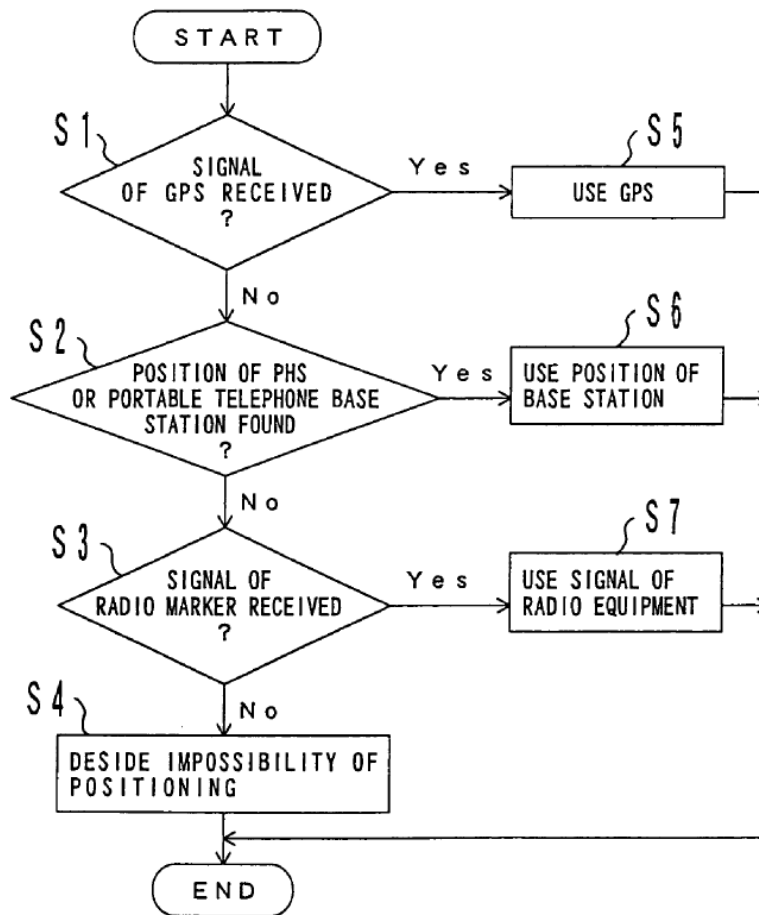 START
S1
SIGNAL
OF GPS RECEIVED
?
Yes
S5
USE GPS
No
S2
POSITION OF PHS
OR PORTABLE TELEPHONE BASE
STATION FOUND
?
Yes
S6
USE POSITION OF
BASE STATION
No
S3
SIGNAL OF
RADIO MARKER RECEIVED
?
Yes
S7
USE SIGNAL OF
RADIO EQUIPMENT
No
S4
DESIDE IMPOSSIBILITY OF
POSITIONING
END